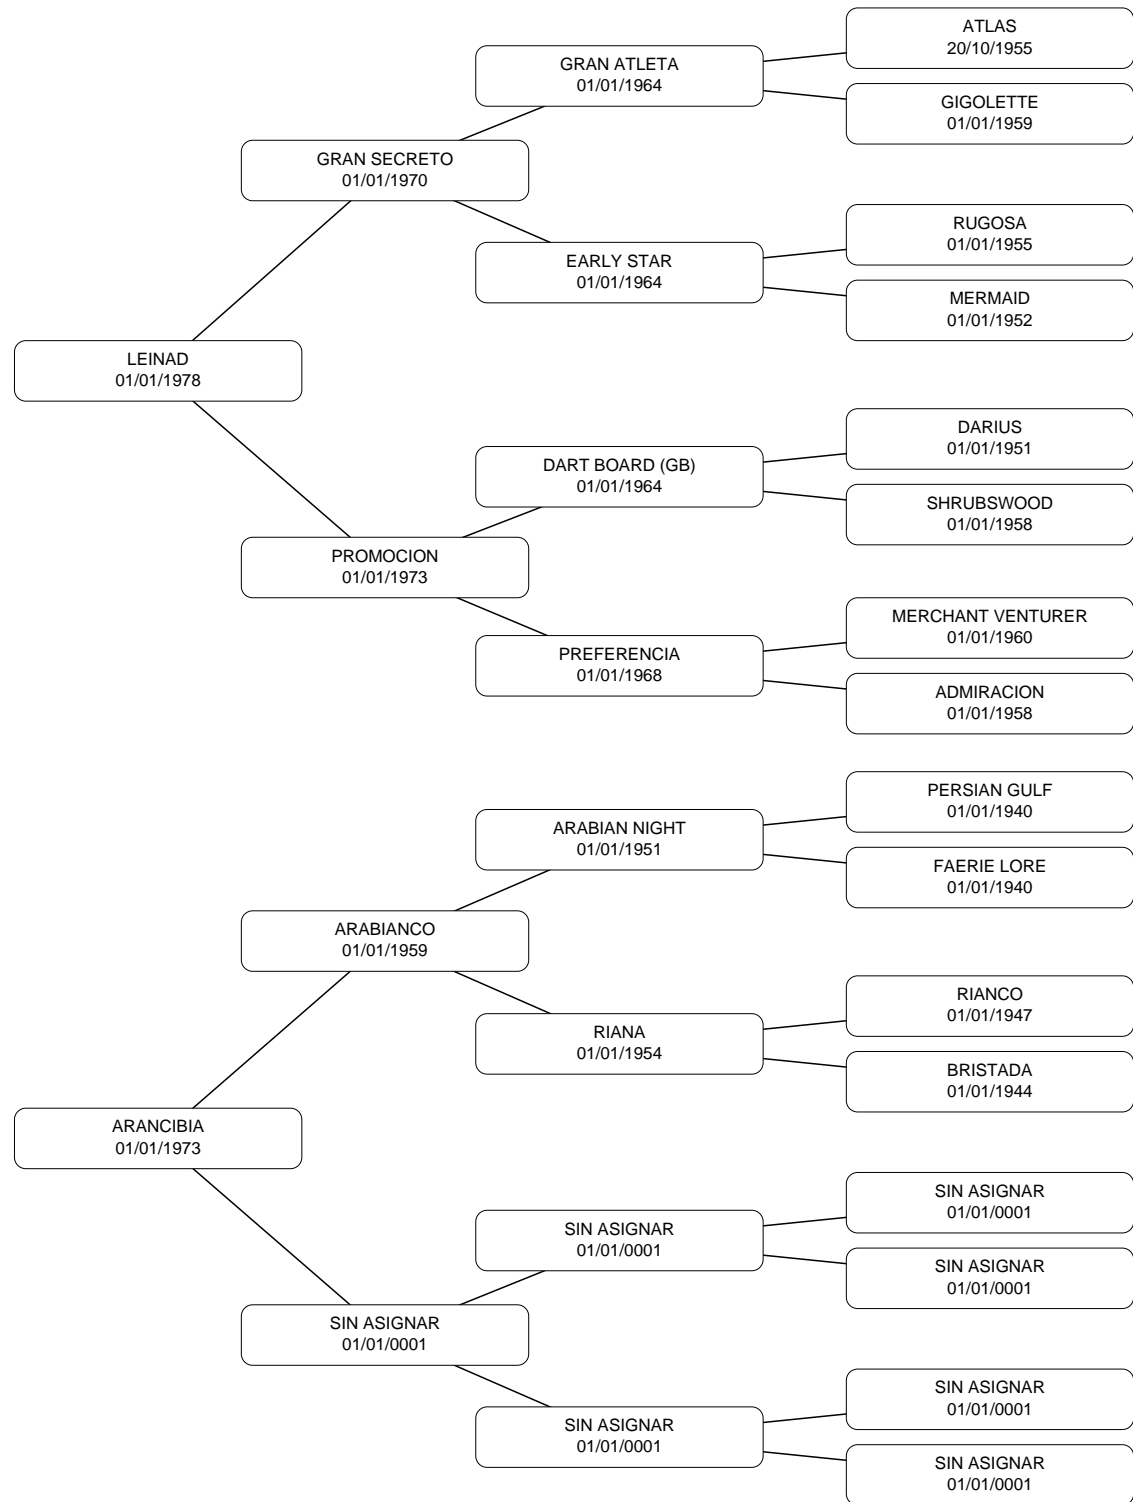 ATLAS
20/10/1955
GRAN ATLETA
01/01/1964
GIGOLETTE
01/01/1959
GRAN SECRETO
01/01/1970
RUGOSA
01/01/1955
EARLY STAR
01/01/1964
MERMAID
01/01/1952
LEINAD
01/01/1978
DARIUS
01/01/1951
DART BOARD (GB)
01/01/1964
SHRUBSWOOD
01/01/1958
PROMOCION
01/01/1973
MERCHANT VENTURER
01/01/1960
PREFERENCIA
01/01/1968
ADMIRACION
01/01/1958
PERSIAN GULF
01/01/1940
ARABIAN NIGHT
01/01/1951
FAERIE LORE
01/01/1940
ARABIANCO
01/01/1959
RIANCO
01/01/1947
RIANA
01/01/1954
BRISTADA
01/01/1944
ARANCIBIA
01/01/1973
SIN ASIGNAR
01/01/0001
SIN ASIGNAR
01/01/0001
SIN ASIGNAR
01/01/0001
SIN ASIGNAR
01/01/0001
SIN ASIGNAR
01/01/0001
SIN ASIGNAR
01/01/0001
SIN ASIGNAR
01/01/0001